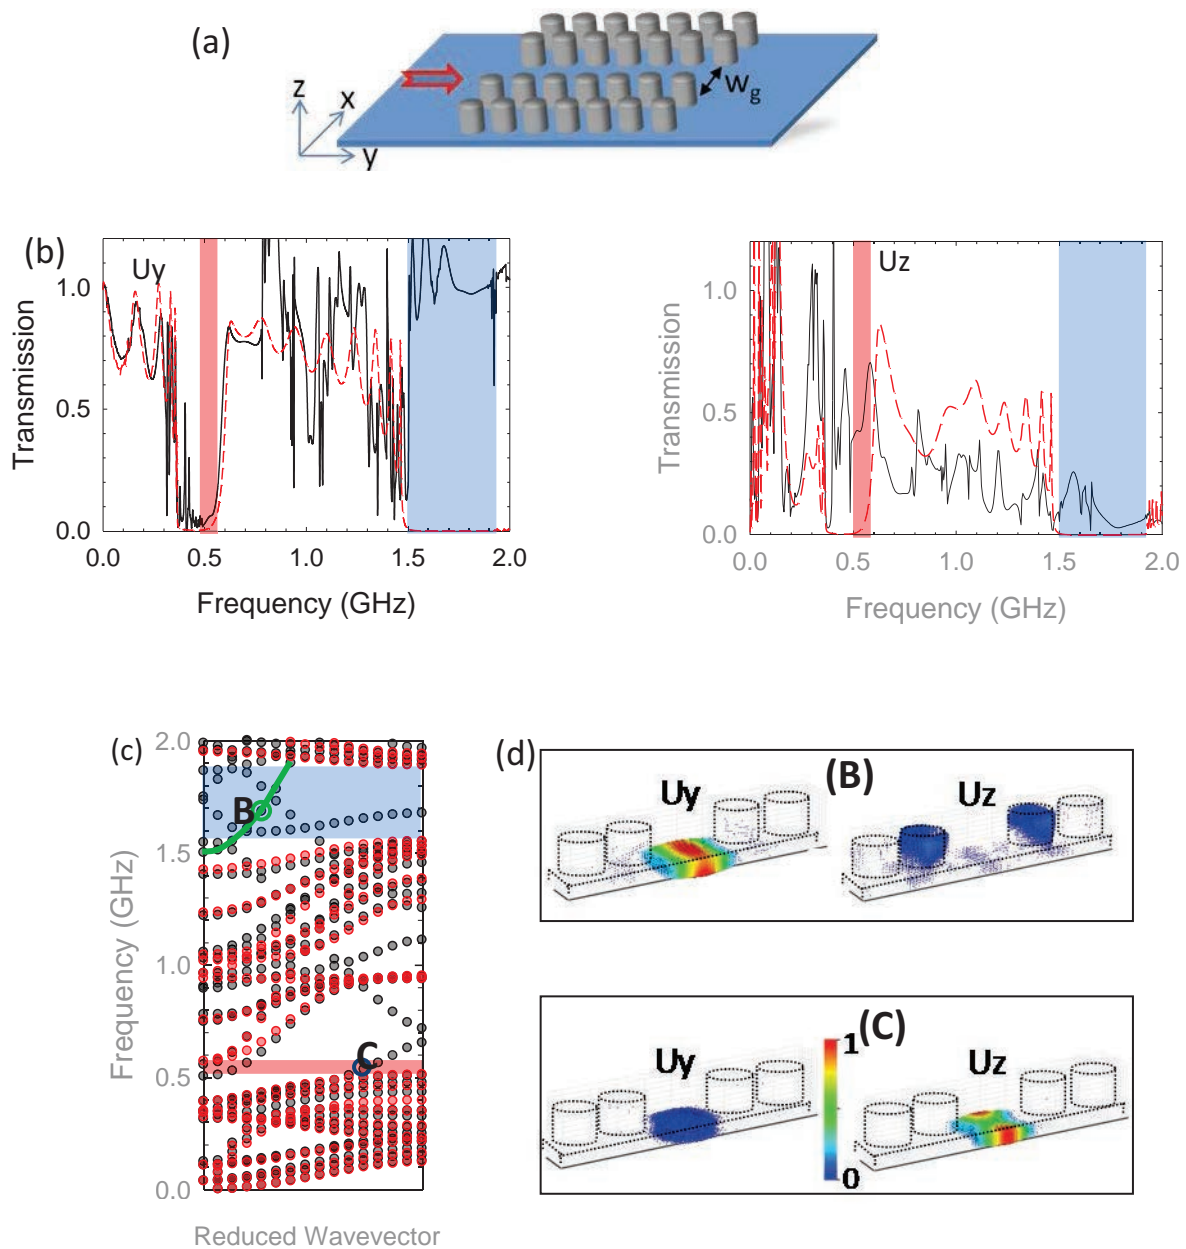 (a)
z
x
y
Wg
(b)
Uy
Transmission
1.0
0.5
0.0
0.0
0.5
1.0
1.5
2.0
Frequency (GHz)
Uz
Transmission
1.0
0.5
0.0
0.0
0.5
1.0
1.5
2.0
Frequency (GHz)
(c)
Frequency (GHz)
2.0
1.5
1.0
0.5
0.0
B
C
Reduced Wavevector
(d)
(B)
Uy
Uz
(C)
Uy
1
0
Uz